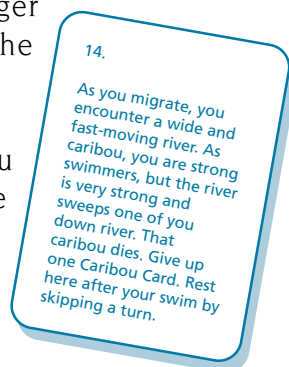 ger
he
u
e
14.
As you migrate, you
encounter a wide and
fast-moving river. As
caribou, you are strong
swimmers, but the river
is very strong and
sweeps one of you
down river. That
caribou dies. Give up
one Caribou Card. Rest
here after your swim by
skipping a turn.